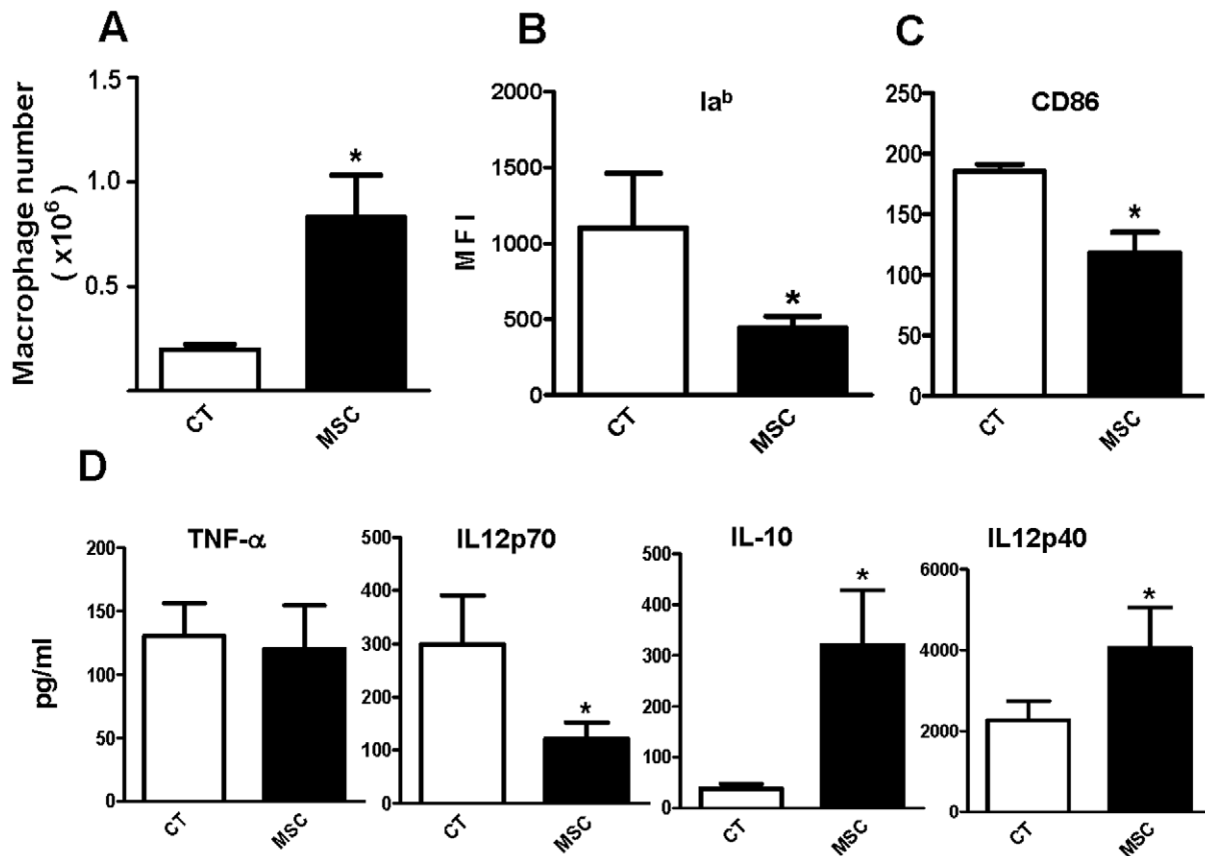 A
Macrophage number
(x10⁶)
1.5
1.0
0.5
*
CT
MSC
B
Iaᵇ
MFI
2000
1500
1000
500
0
*
CT
MSC
C
CD86
250
200
150
100
50
0
*
CT
MSC
D
pg/ml
TNF-α
200
150
100
50
0
CT
MSC
IL12p70
500
400
300
200
100
0
*
CT
MSC
IL-10
500
400
300
200
100
0
*
CT
MSC
IL12p40
6000
4000
2000
0
*
CT
MSC